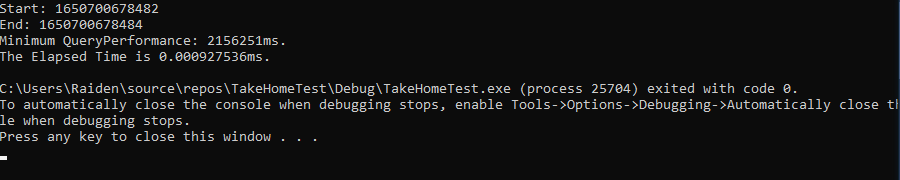 Start: 1650700678482
End: 1650700678484
Minimum QueryPerformance: 2156251ms.
The Elapsed Time is 0.000927536ms.
C:\Users\Raiden\source\repos\TakeHomeTest\Debug\TakeHomeTest.exe (process 25704) exited with code 0.
To automatically close the console when debugging stops, enable Tools->Options->Debugging->Automatically close
le when debugging stops.
Press any key to close this window . . .